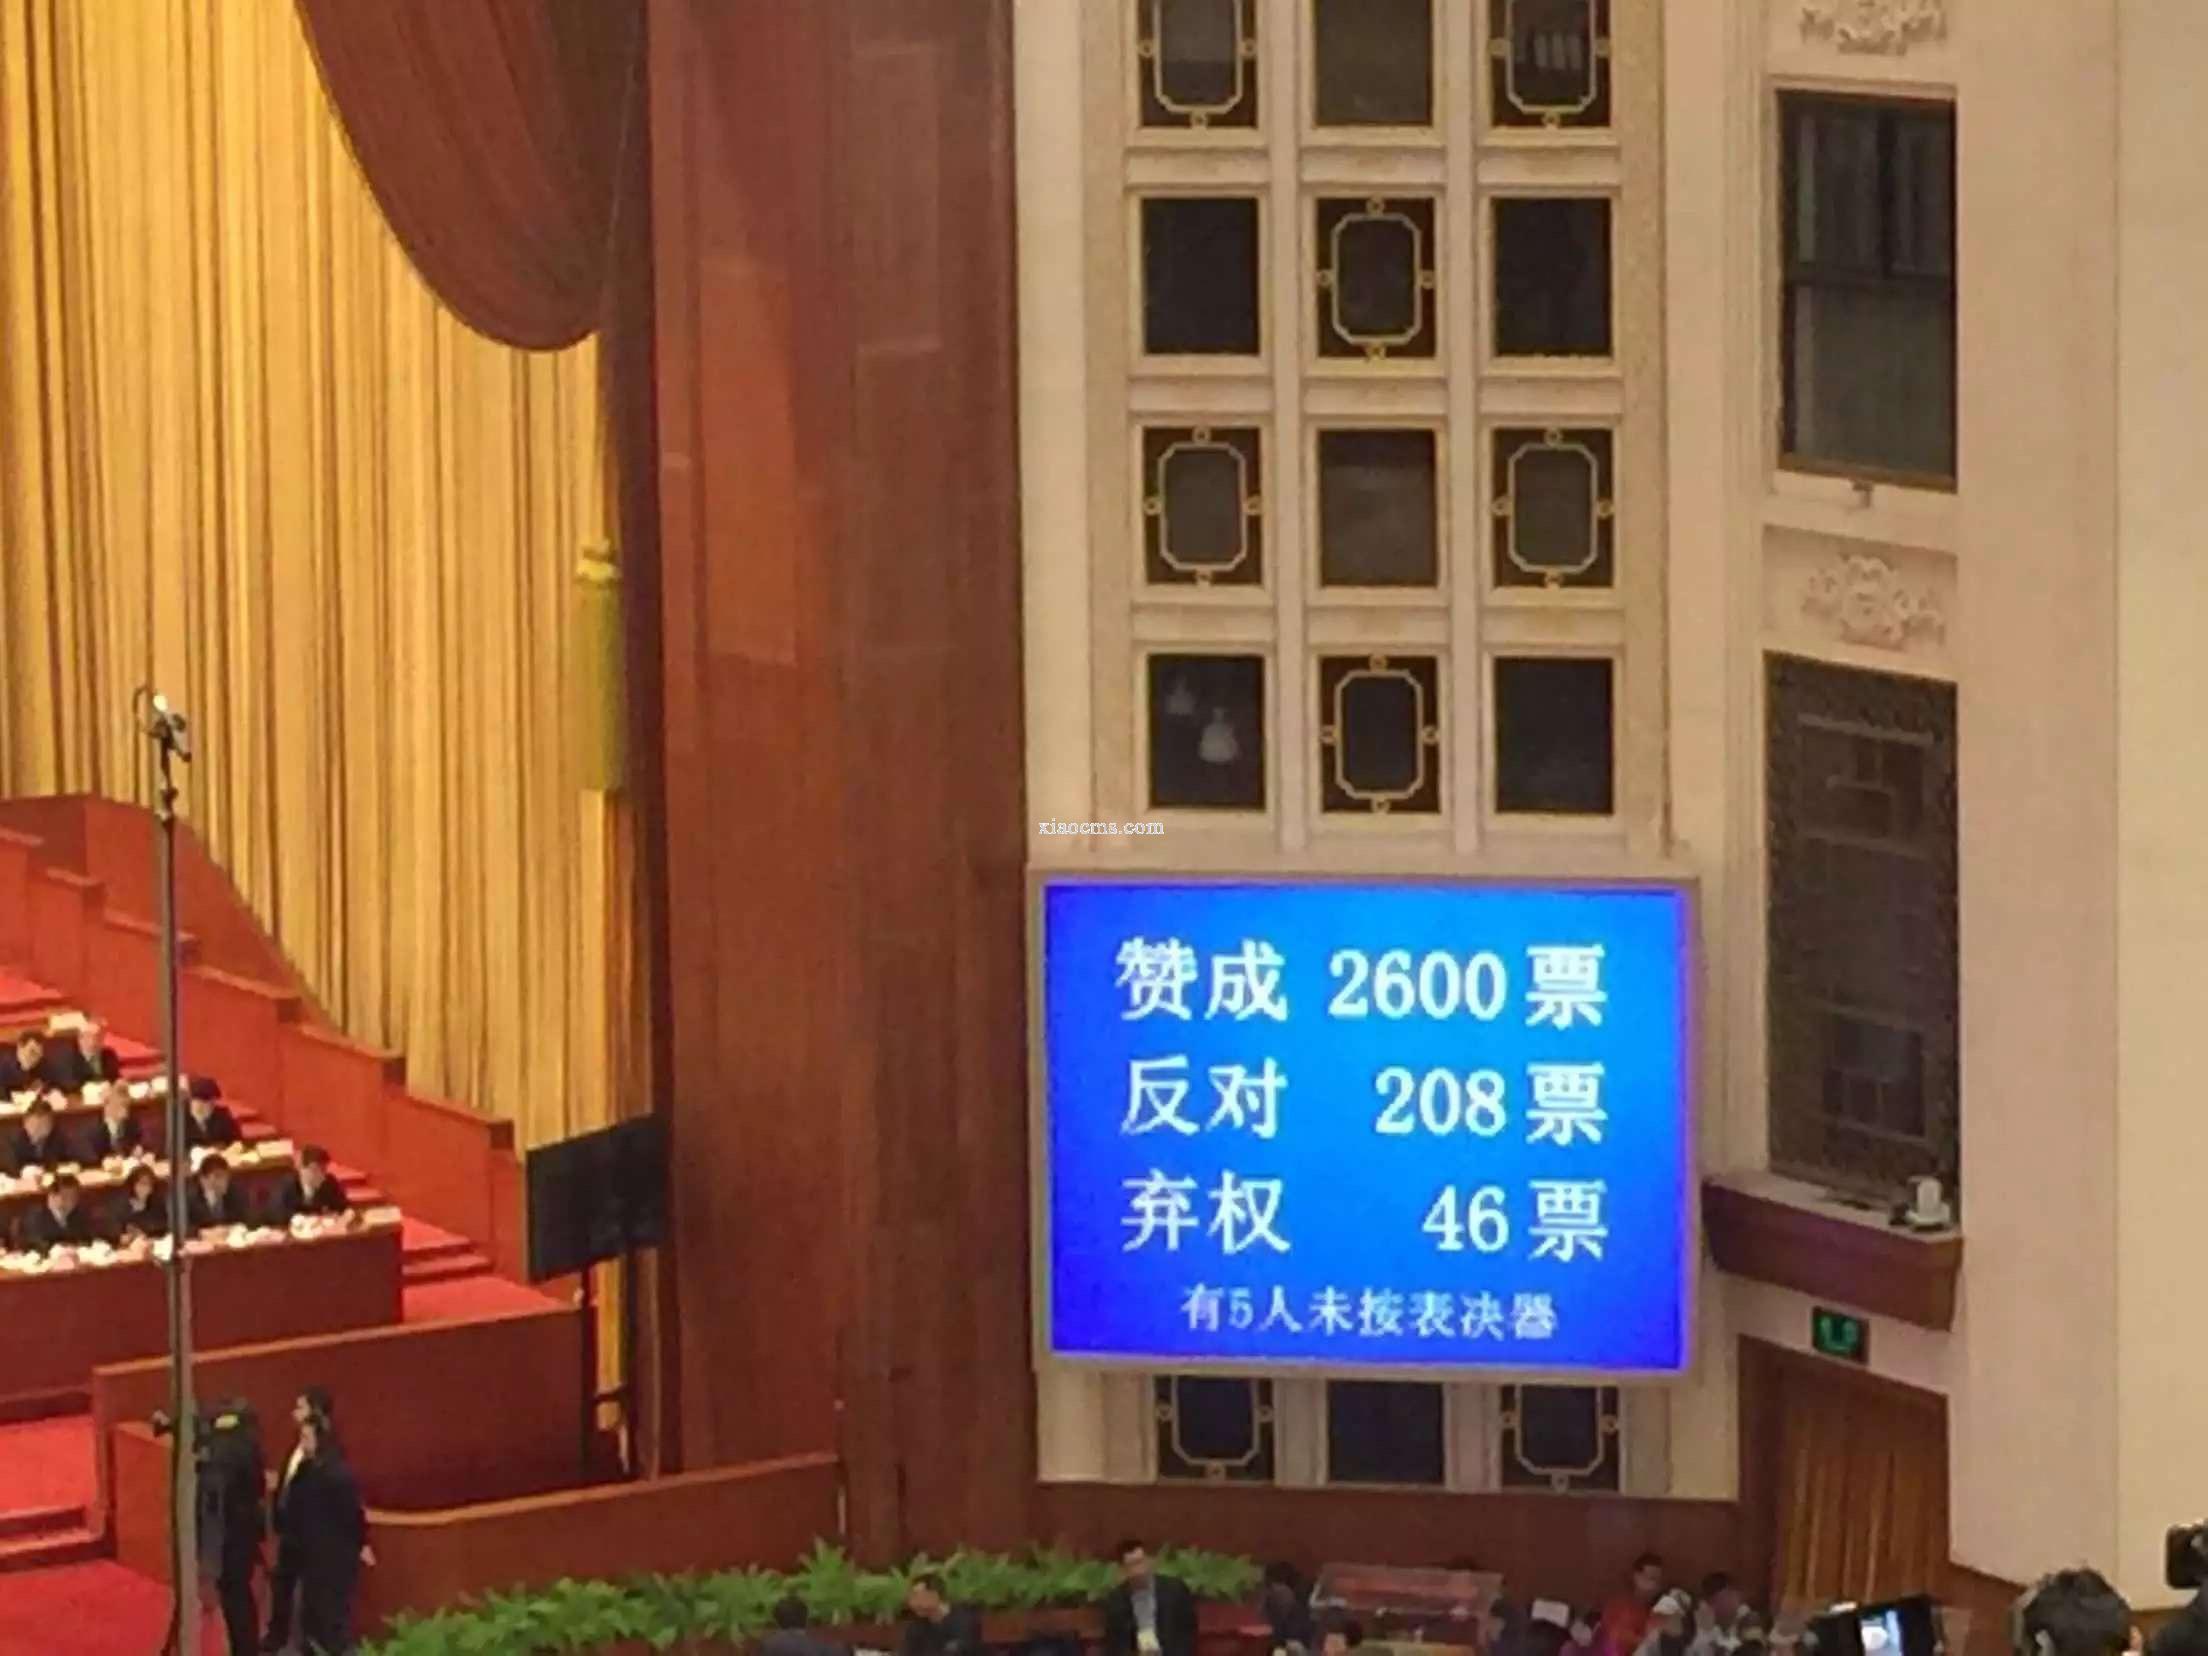 xiaocms.com
赞成 2600 票
反对 208 票
弃权 46 票
有5人未按表决器